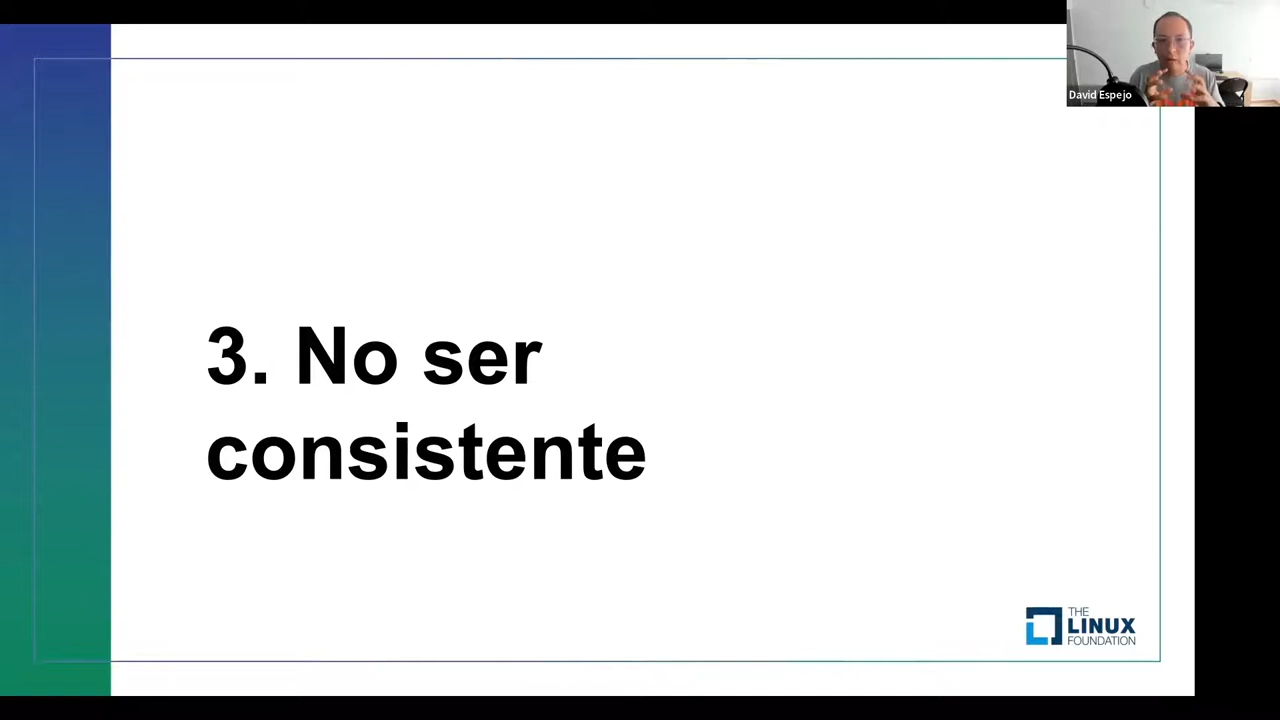 David Espejo
3. No ser
consistente
THE
LINUX
FOUNDATION